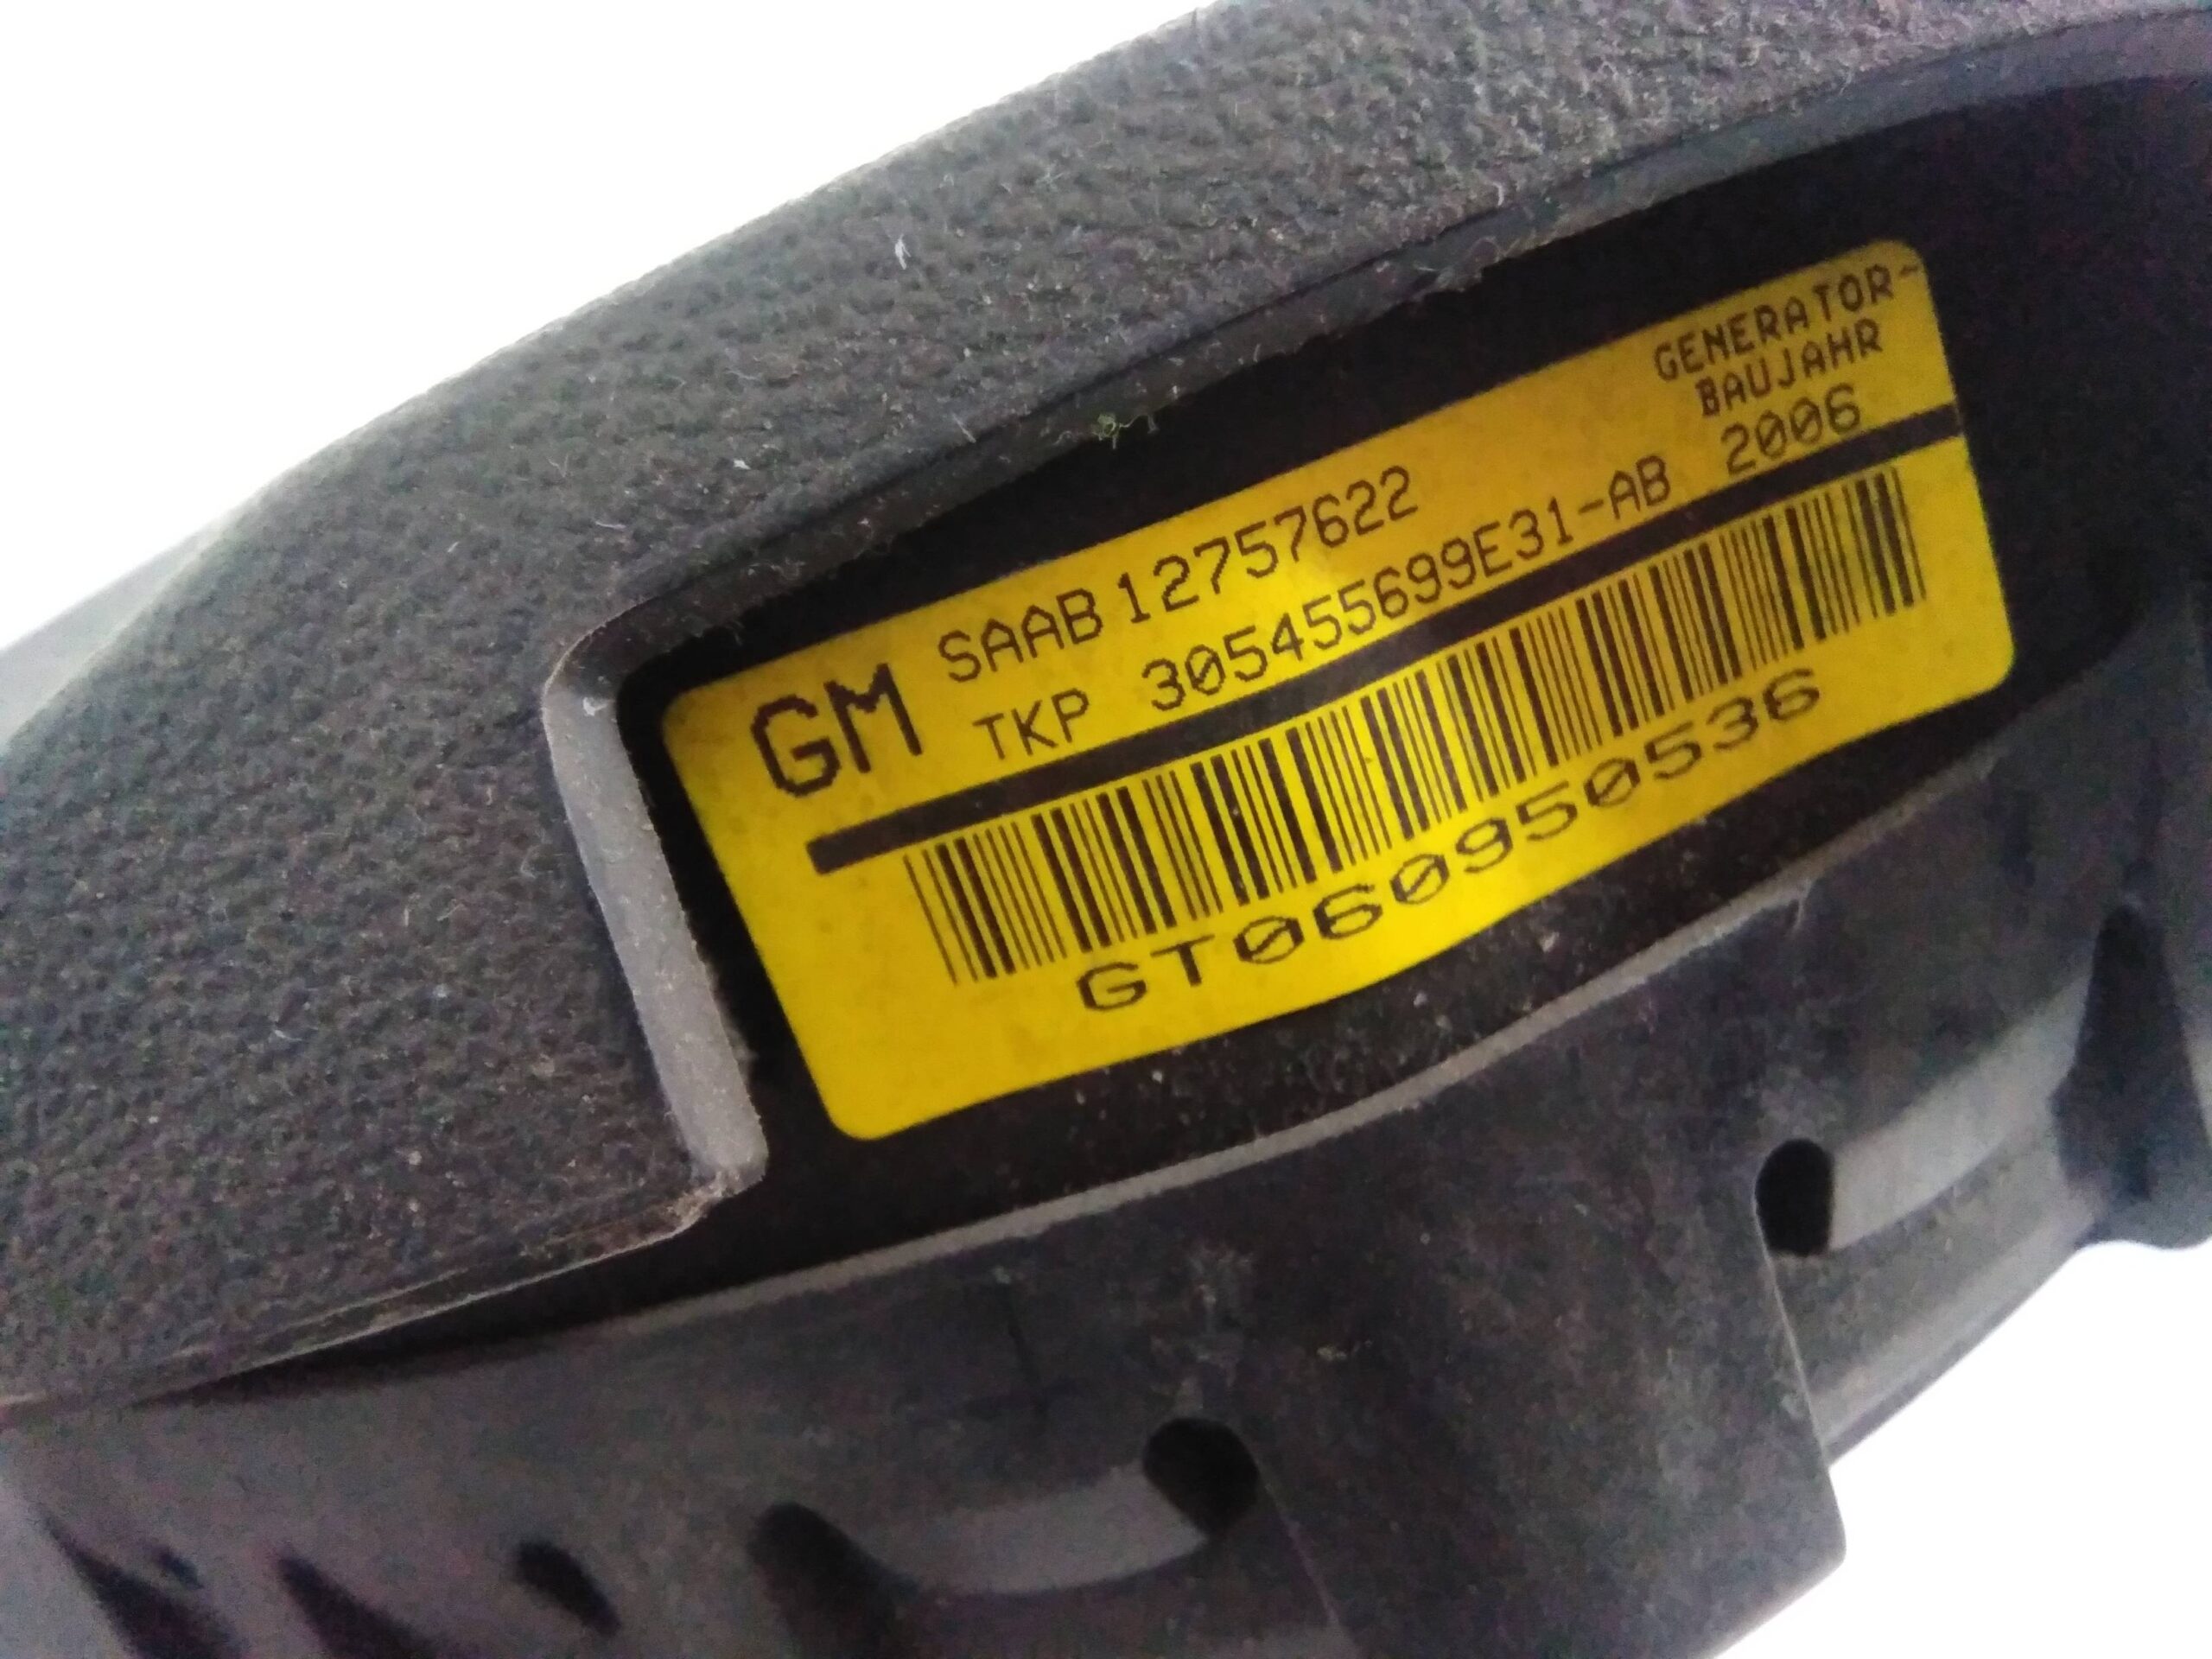 GENERATOR-
BAUJAHR
2006
GM
SAAB 12757622
TKP 305455699E31-AB
GT060950536